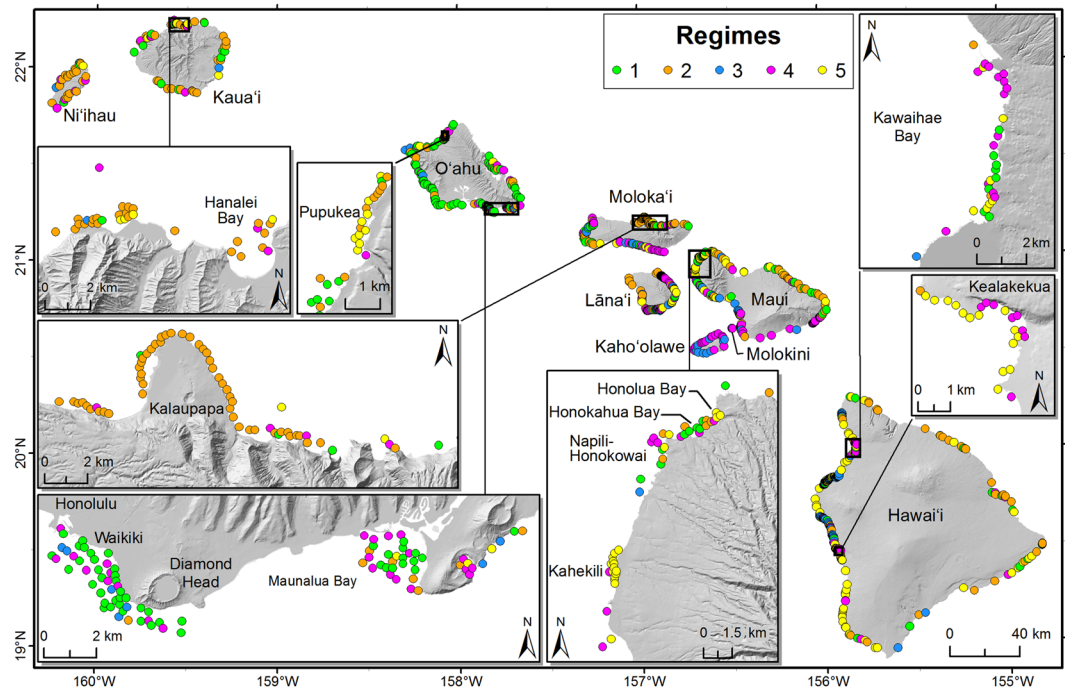 Regimes
1 2 3 4 5
22°N
21°N
20°N
19°N
160°W
159°W
158°W
157°W
156°W
155°W
Ni‘ihau
Kaua‘i
O‘ahu
Moloka‘i
Lāna‘i
Maui
Kaho‘olawe
Molokini
Hawai‘i
0 20 40 km
Hanalei
Bay
0 2 km
N
Pupukea
0 1 km
Kalaupapa
0 2 km
N
Honolulu
Waikiki
Diamond
Head
Maunalua Bay
0 2 km
N
Honolua Bay
Honokahua Bay
Napili-
Honokowai
Kahekili
0 1.5 km
N
N
Kawaihae
Bay
0 2 km
Kealakekua
N
0 1 km